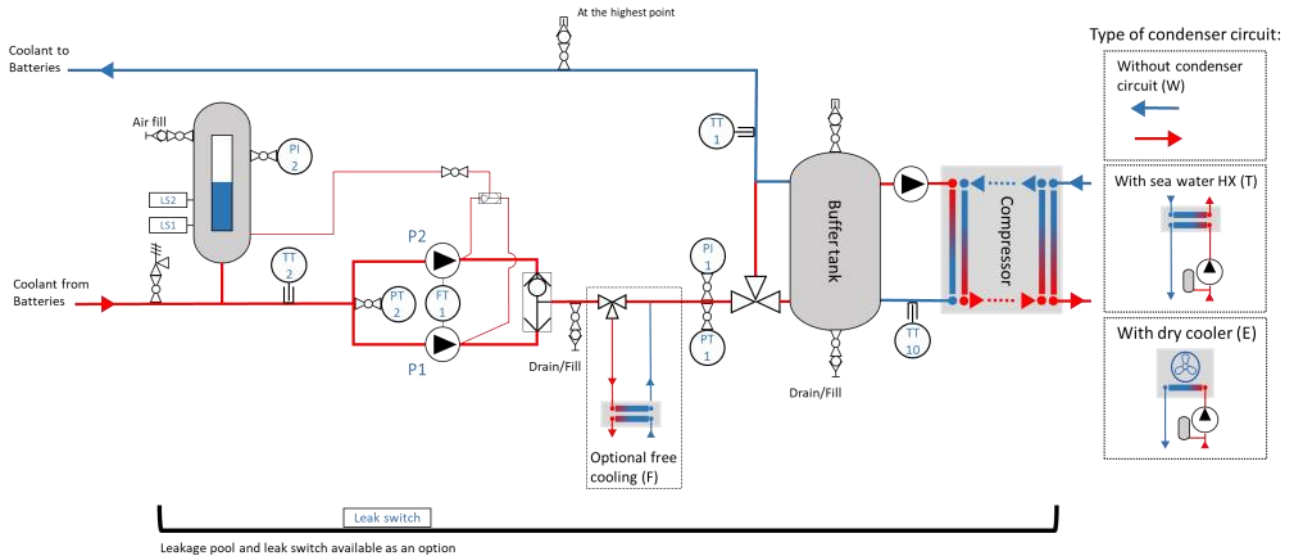 At the highest point
Type of condenser circuit:
Coolant to
Batteries
Without condenser
circuit (W)
Air fill
TT
1
PI
2
With sea water HX (T)
LS2
LS1
Buffer tank
Compressor
P2
TT
2
PI
1
Coolant from
Batteries
PT
2
FT
1
With dry cooler (E)
PT
1
TT
10
P1
Drain/Fill
Drain/Fill
Optional free
cooling (F)
Leak switch
Leakage pool and leak switch available as an option